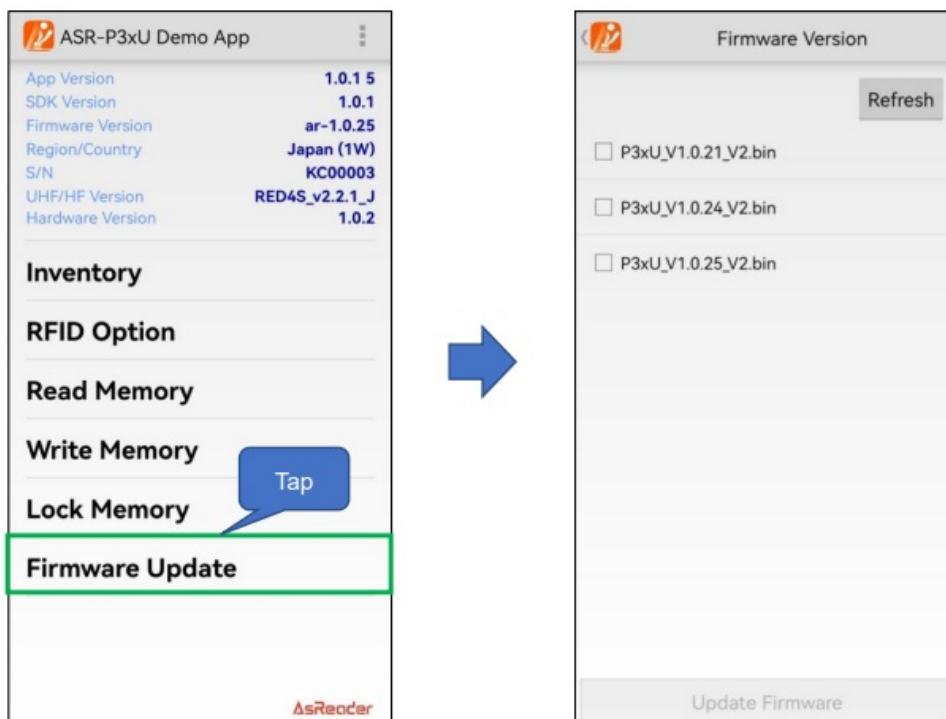 ASR-P3xU Demo App
App Version 1.0.1 5
SDK Version 1.0.1
Firmware Version ar-1.0.25
Region/Country Japan (1W)
S/N KC00003
UHF/HF Version RED4S_v2.2.1_J
Hardware Version 1.0.2
Inventory
RFID Option
Read Memory
Write Memory
Tap
Lock Memory
Firmware Update
AsReader
Firmware Version
Refresh
P3xU_V1.0.21_V2.bin
P3xU_V1.0.24_V2.bin
P3xU_V1.0.25_V2.bin
Update Firmware